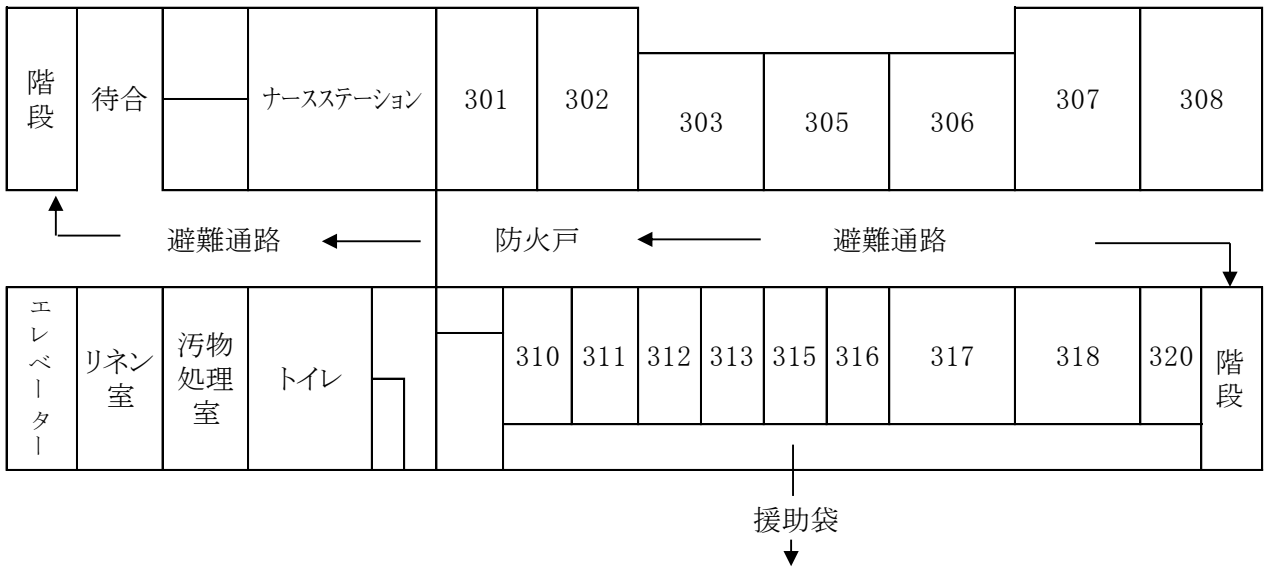 階段
待合
ナースステーション
301
302
303
305
306
307
308
避難通路
防火戸
避難通路
エレベーター
リネン
室
汚物
処理
室
トイレ
310
311
312
313
315
316
317
318
320
階段
援助袋